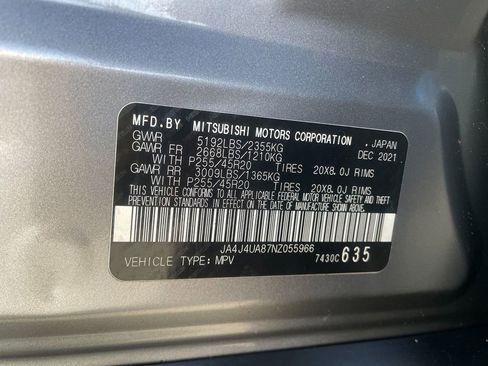 MFD.BY MITSUBISHI MOTORS CORPORATION, JAPAN
GVWR 5192LBS/2355KG DEC 2021.
GAWR FR 2668LBS/1210KG
WITH P255/45R20 TIRES 20X8.0J RIMS
GAWR RR 3009LBS/1365KG
WITH P255/45R20 TIRES 20X8.0J RIMS
THIS VEHICLE CONFORMS TO ALL APPLICABLE FEDERAL MOTOR VEHICLE SAFETY AND THEFT
PREVENTION STANDARDS IN EFFECT ON THE DATE OF MANUFACTURE SHOWN ABOVE.
JA4J4UA87NZ055966
VEHICLE TYPE: MPV 7430C 635